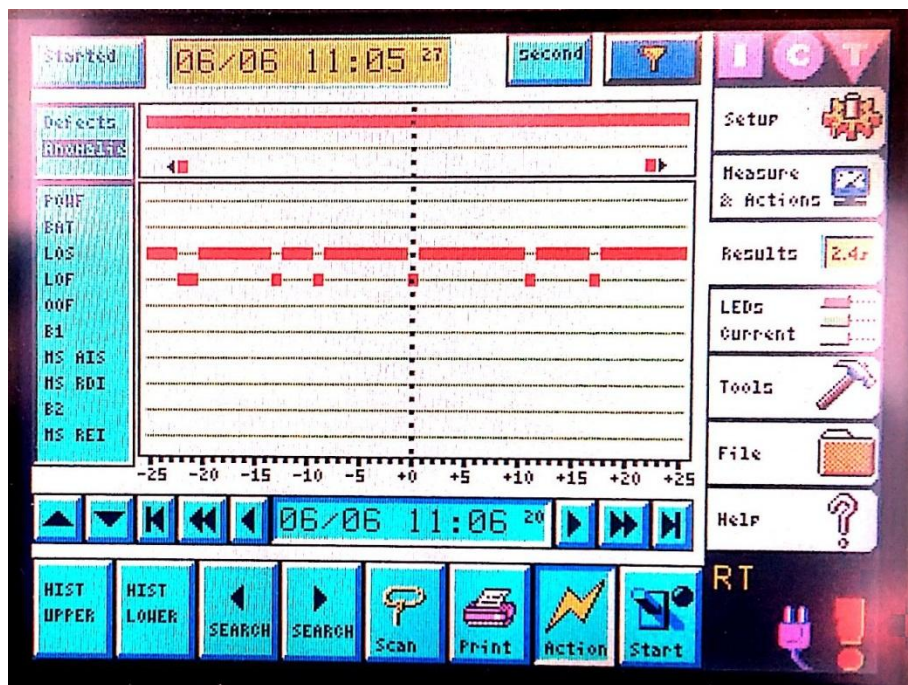 Started 06/06 11:05 27 second
I C T
Defects
Anomalie
POWF
BAT
LOS
LOF
OOF
B1
MS AIS
MS RDI
B2
MS REI
-25 -20 -15 -10 -5 +0 +5 +10 +15 +20 +25
06/06 11:06 20
HIST UPPER
HIST LOWER
SEARCH
SEARCH
Scan
Print
Action
Start
Setup
Measure
& Actions
Results
LEDs
Current
Tools
File
Help
RT